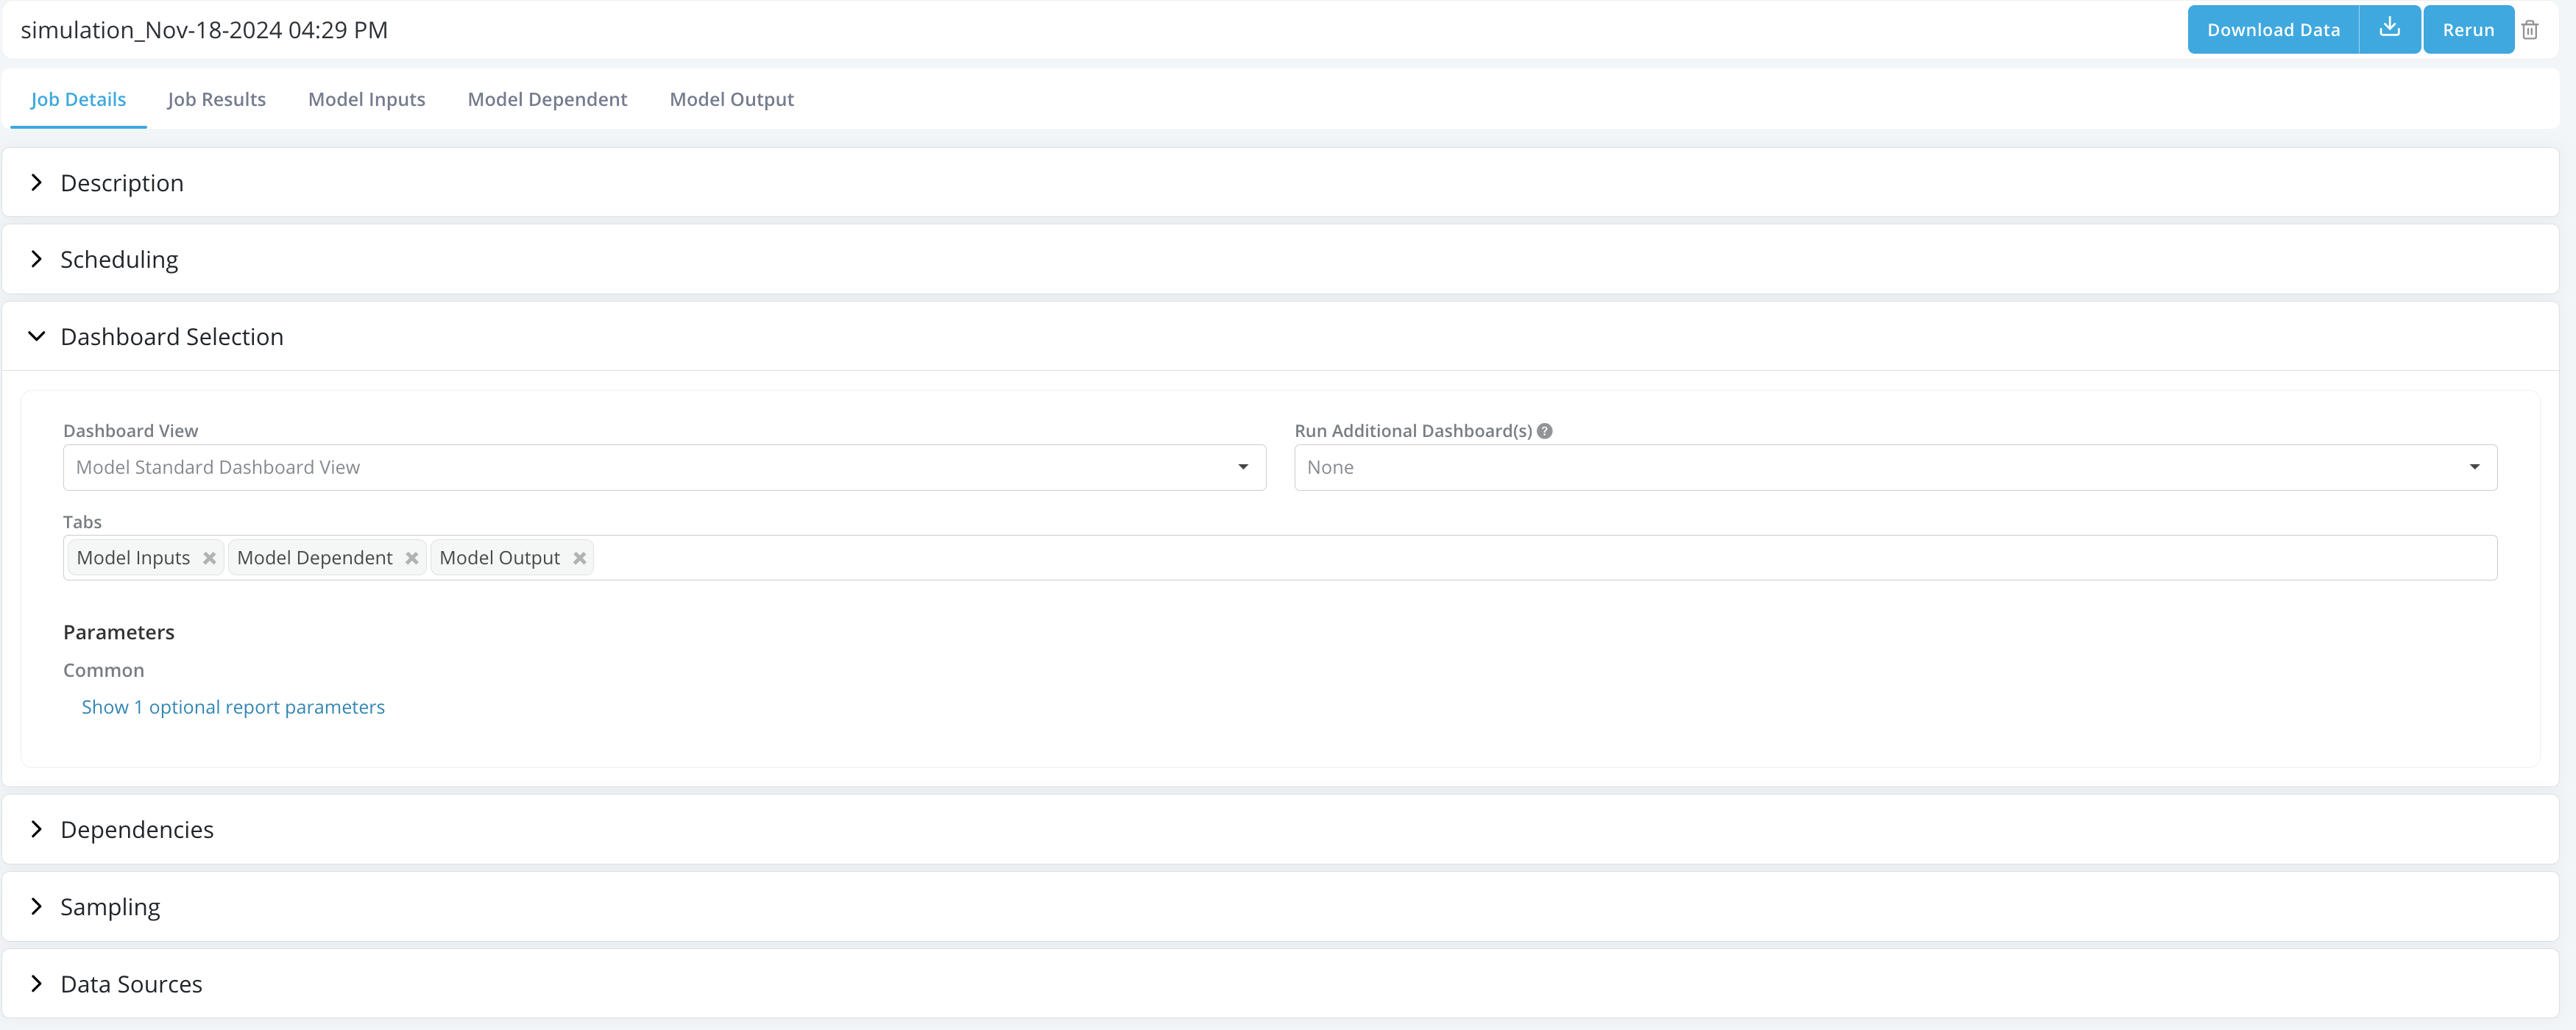 simulation_Nov-18-2024 04:29 PM
Download Data
Rerun
Job Details
Job Results
Model Inputs
Model Dependent
Model Output
Description
Scheduling
Dashboard Selection
Dashboard View
Run Additional Dashboard(s) ?
Model Standard Dashboard View
None
Tabs
Model Inputs
Model Dependent
Model Output
Parameters
Common
Show 1 optional report parameters
Dependencies
Sampling
Data Sources